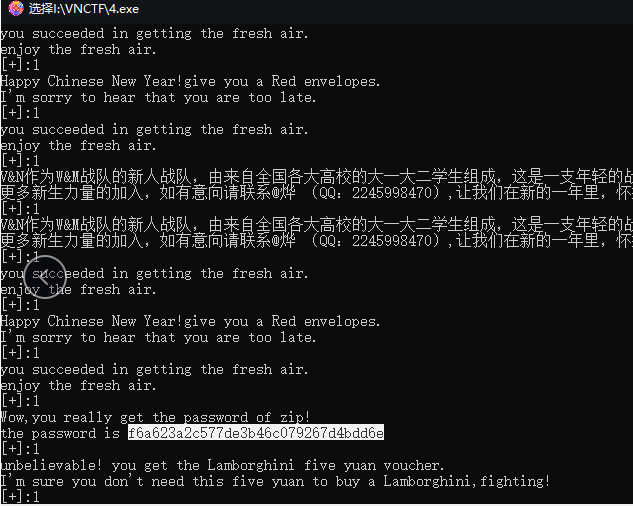 选择I:\VNCTF\4.exe
you succeeded in getting the fresh air.
enjoy the fresh air.
[+]:1
Happy Chinese New Year!give you a Red envelopes.
I'm sorry to hear that you are too late.
[+]:1
you succeeded in getting the fresh air.
enjoy the fresh air.
[+]:1
V&N作为W&M战队的新人战队，由来自全国各大高校的大一大二学生组成，这是一支年轻的战
更多新生力量的加入，如有意向请联系@烨 （QQ：2245998470）,让我们在新的一年里，怀
[+]:1
V&N作为W&M战队的新人战队，由来自全国各大高校的大一大二学生组成，这是一支年轻的战
更多新生力量的加入，如有意向请联系@烨 （QQ：2245998470）,让我们在新的一年里，怀
[+]:1
you succeeded in getting the fresh air.
enjoy the fresh air.
[+]:1
Happy Chinese New Year!give you a Red envelopes.
I'm sorry to hear that you are too late.
[+]:1
you succeeded in getting the fresh air.
enjoy the fresh air.
[+]:1
Wow,you really get the password of zip!
the password is f6a623a2c577de3b46c079267d4bdd6e
[+]:1
unbelievable! you get the Lamborghini five yuan voucher.
I'm sure you don't need this five yuan to buy a Lamborghini,fighting!
[+]:1